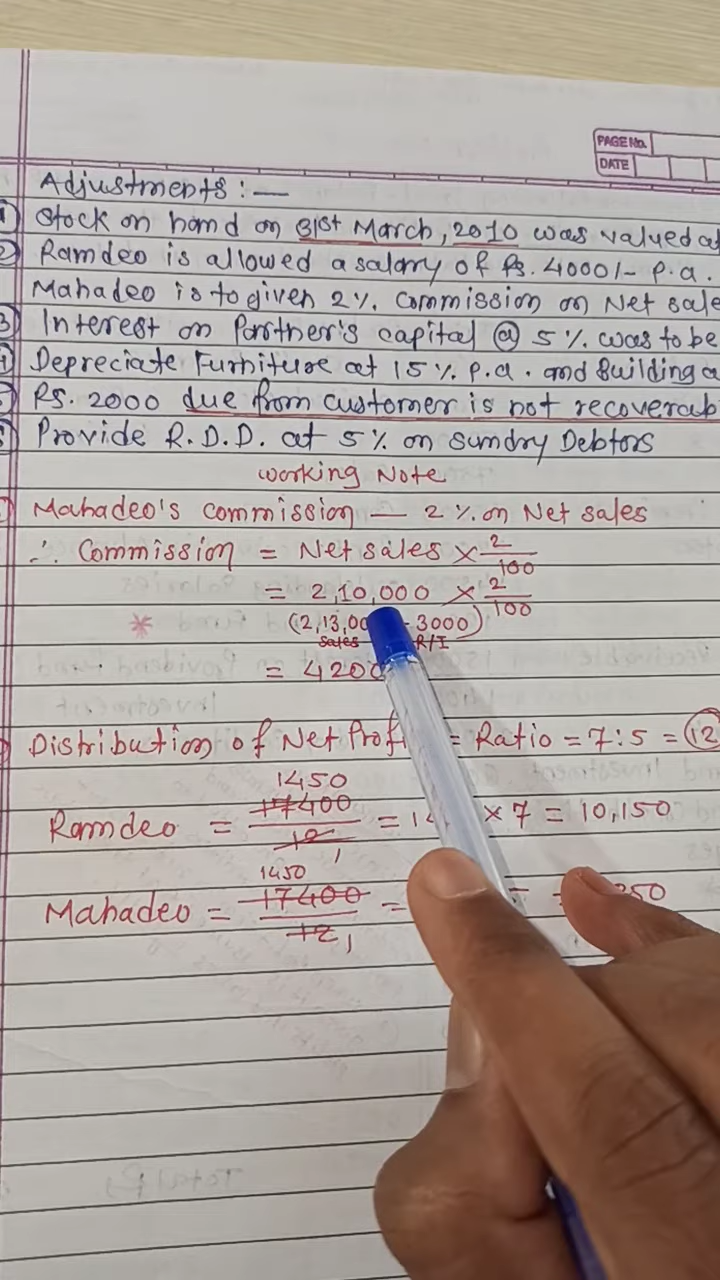 PAGE No.
DATE
Adjustments :—
1 Stock on hand on 31st March, 2010 was valued at
2 Ramdeo is allowed a salary of Rs. 4000/- p.a.
Mahadeo is to given 2% commission on Net sale
3 Interest on Partner's capital @ 5% was to be
4 Depreciate Furniture at 15% p.a. and Building a
Rs. 2000 due from customer is not recoverab
Provide R.D.D. at 5% on Sundry Debtors
Working Note
Mahadeo's commission — 2% on Net sales
∴ Commission = Net sales × 2/100
= 2,10,000 × 2/100
* (2,13,00 - 3000)
sales R/I
= 4200
Distribution of Net Profi = Ratio = 7:5 = 12
1450
Ramdeo = 17400/12 1 = 14 × 7 = 10,150
1450
Mahadeo = 17400/12 1 = 250
Total Rs